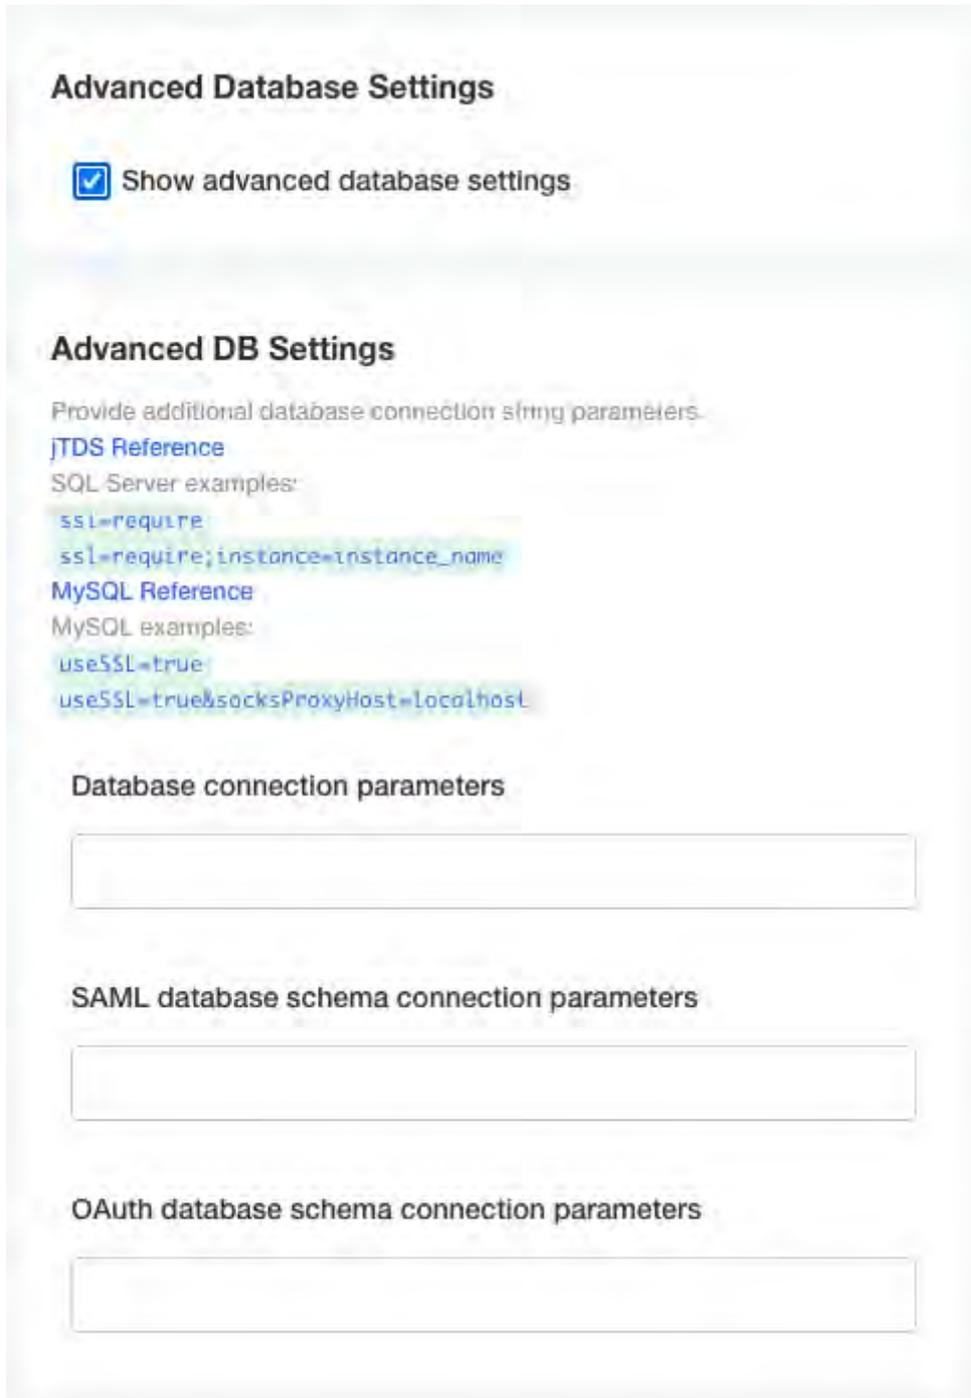 Advanced Database Settings
Show advanced database settings
Advanced DB Settings
Provide additional database connection string parameters.
jTDS Reference
SQL Server examples:
ssl=require
ssl=require;instance=instance_name
MySQL Reference
MySQL examples:
useSSL=true
useSSL=true&socksProxyHost=localhost
Database connection parameters
SAML database schema connection parameters
OAuth database schema connection parameters